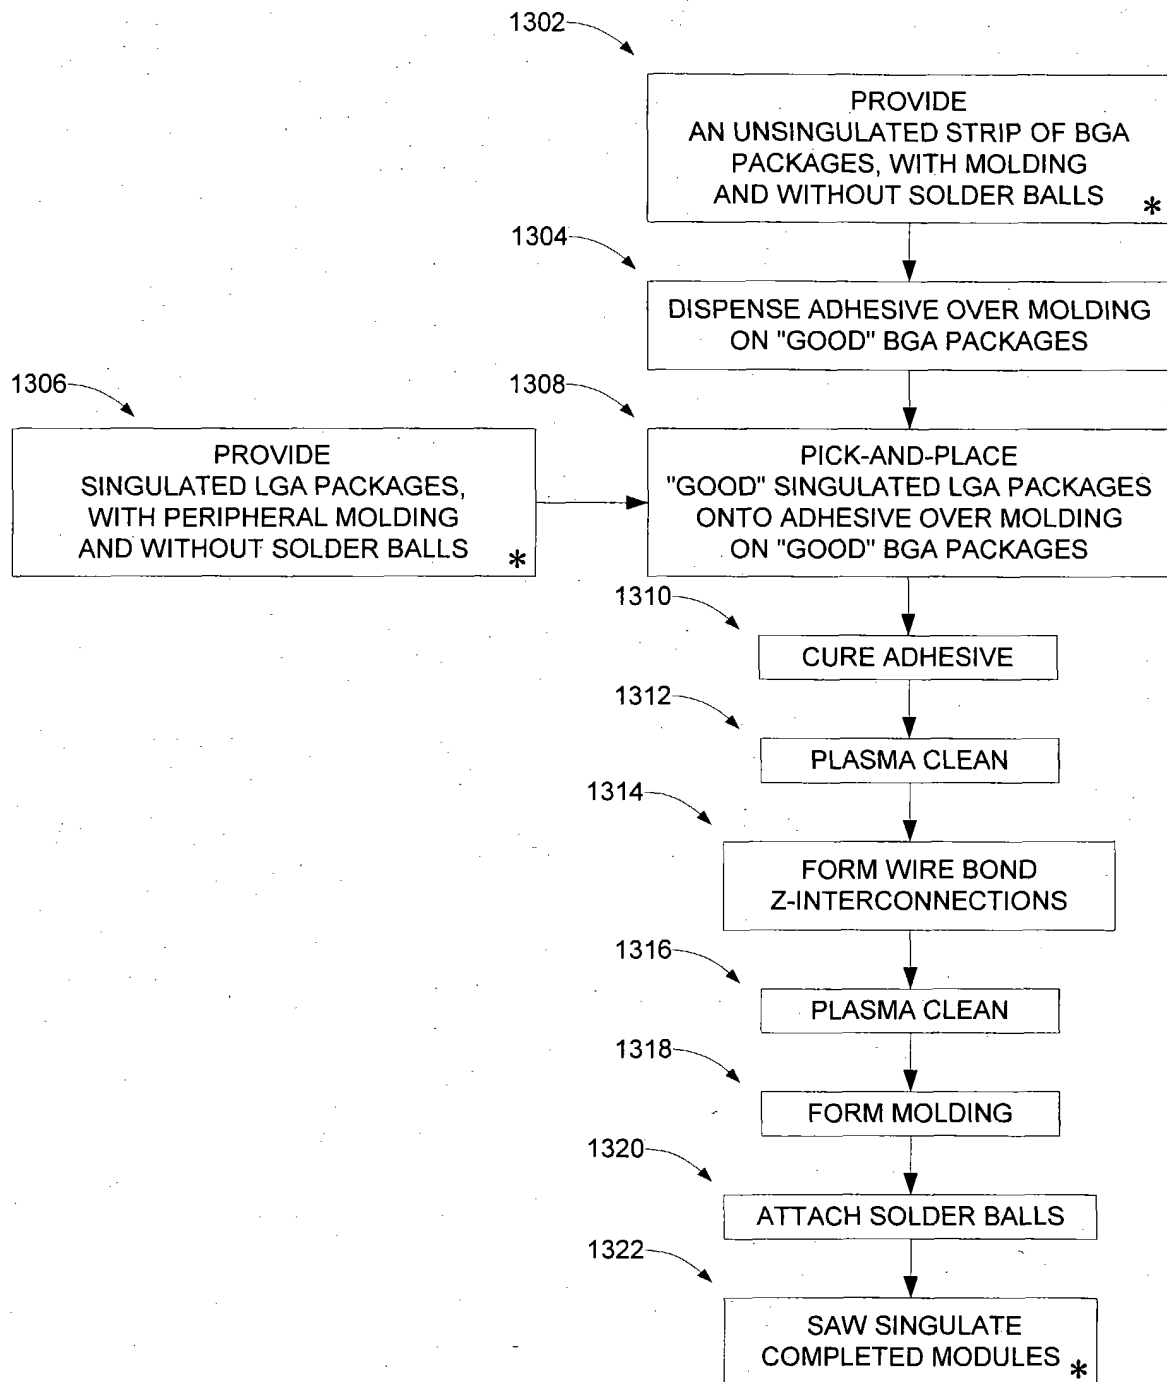 1302
PROVIDE
AN UNSINGULATED STRIP OF BGA
PACKAGES, WITH MOLDING
AND WITHOUT SOLDER BALLS
*
1304
DISPENSE ADHESIVE OVER MOLDING
ON "GOOD" BGA PACKAGES
1306
PROVIDE
SINGULATED LGA PACKAGES,
WITH PERIPHERAL MOLDING
AND WITHOUT SOLDER BALLS
*
1308
PICK-AND-PLACE
"GOOD" SINGULATED LGA PACKAGES
ONTO ADHESIVE OVER MOLDING
ON "GOOD" BGA PACKAGES
1310
CURE ADHESIVE
1312
PLASMA CLEAN
1314
FORM WIRE BOND
Z-INTERCONNECTIONS
1316
PLASMA CLEAN
1318
FORM MOLDING
1320
ATTACH SOLDER BALLS
1322
SAW SINGULATE
COMPLETED MODULES
*